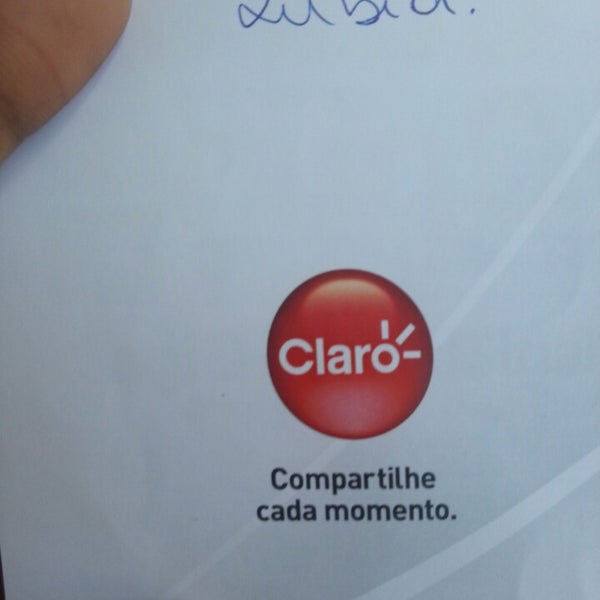 Claro
Compartilhe
cada momento.